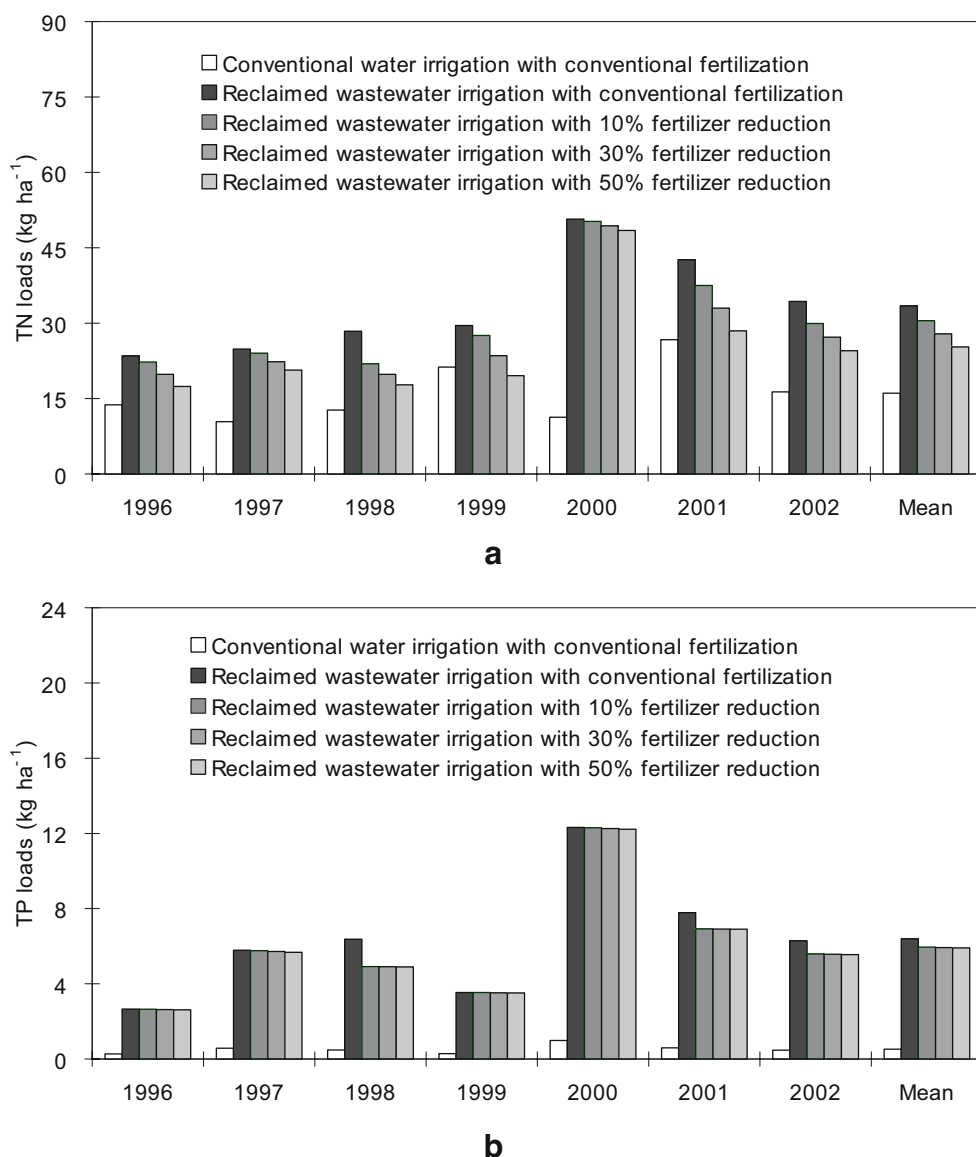 90
75
60
45
30
15
0
TN loads (kg ha-1)
Conventional water irrigation with conventional fertilization
Reclaimed wastewater irrigation with conventional fertilization
Reclaimed wastewater irrigation with 10% fertilizer reduction
Reclaimed wastewater irrigation with 30% fertilizer reduction
Reclaimed wastewater irrigation with 50% fertilizer reduction
1996 1997 1998 1999 2000 2001 2002 Mean
a
24
20
16
12
8
4
0
TP loads (kg ha-1)
Conventional water irrigation with conventional fertilization
Reclaimed wastewater irrigation with conventional fertilization
Reclaimed wastewater irrigation with 10% fertilizer reduction
Reclaimed wastewater irrigation with 30% fertilizer reduction
Reclaimed wastewater irrigation with 50% fertilizer reduction
1996 1997 1998 1999 2000 2001 2002 Mean
b